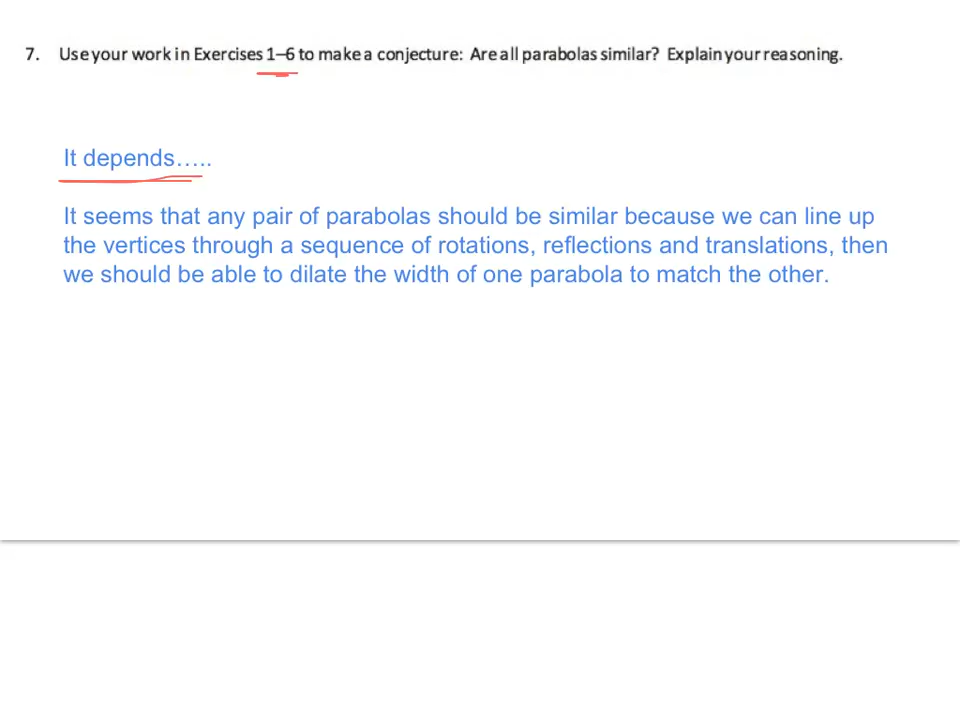 7. Use your work in Exercises 1–6 to make a conjecture: Are all parabolas similar? Explain your reasoning.
It depends.....
It seems that any pair of parabolas should be similar because we can line up
the vertices through a sequence of rotations, reflections and translations, then
we should be able to dilate the width of one parabola to match the other.